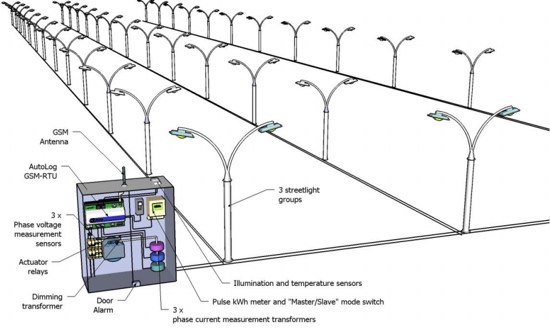 GSM
Antenna
AutoLog
GSM-RTU
3 x
Phase voltage
measurement
sensors
Actuator
relays
Dimming
transformer
Door
Alarm
3 x
phase current measurement transformers
Pulse kWh meter and "Master/Slave" mode switch
Illumination and temperature sensors
3 streetlight
groups